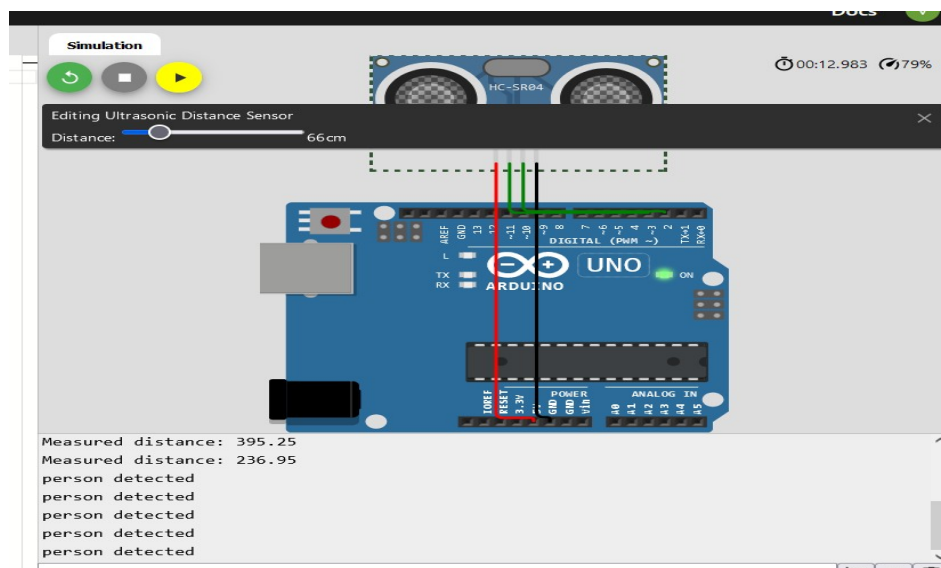 Docs
Simulation
00:12.983 79%
HC-SR04
Editing Ultrasonic Distance Sensor
Distance: 66cm
AREF
GND
13
12
~11
~10
~9
8
7
~6
~5
4
~3
2
TX→1
RX←0
DIGITAL (PWM ~)
L
TX
RX
UNO
ON
ARDUINO
IOREF
RESET
3.3V
5V
GND
GND
Vin
POWER
ANALOG IN
A0
A1
A2
A3
A4
A5
Measured distance: 395.25
Measured distance: 236.95
person detected
person detected
person detected
person detected
person detected